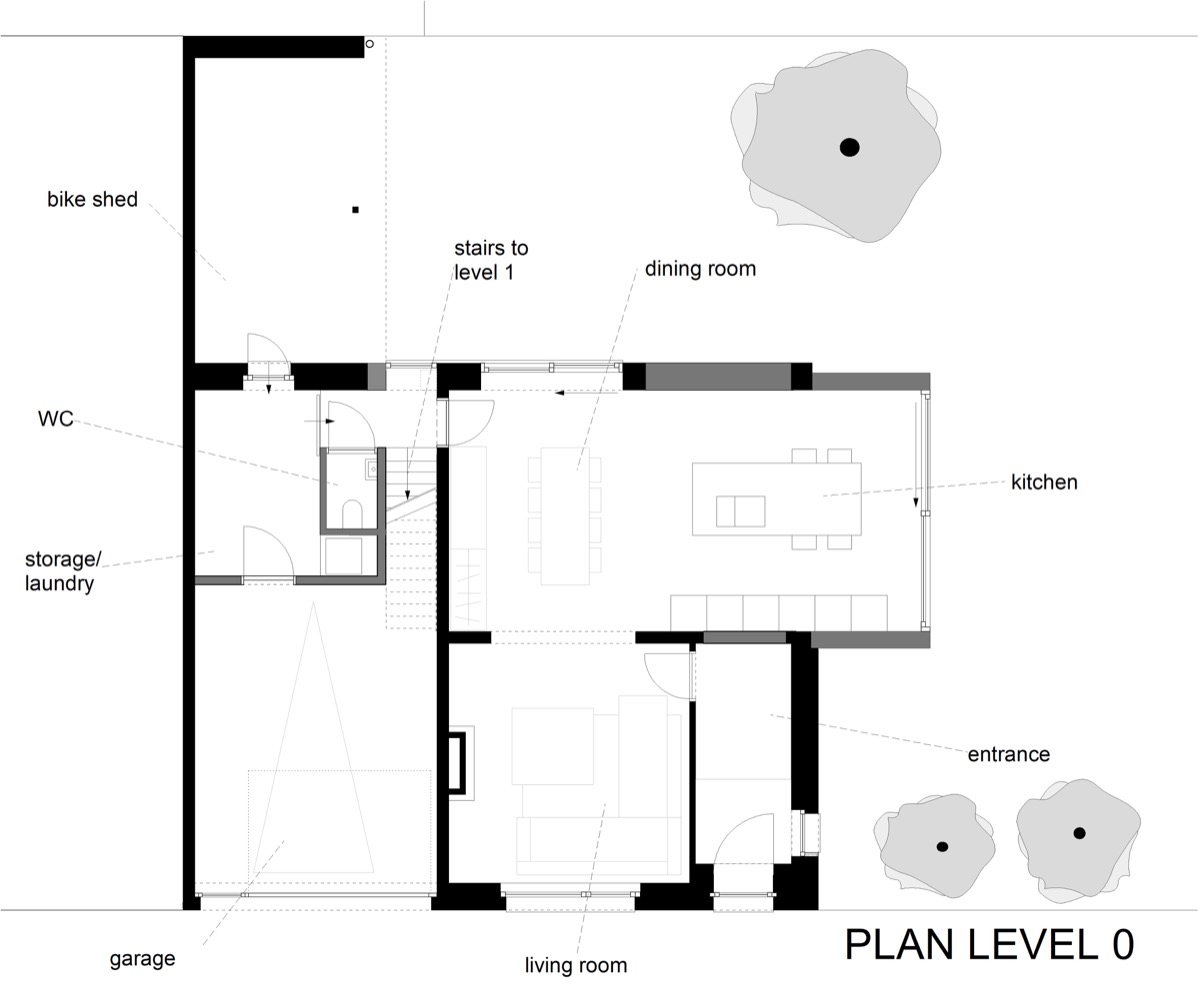 bike shed
stairs to
level 1
dining room
WC
kitchen
storage/
laundry
entrance
PLAN LEVEL 0
garage
living room